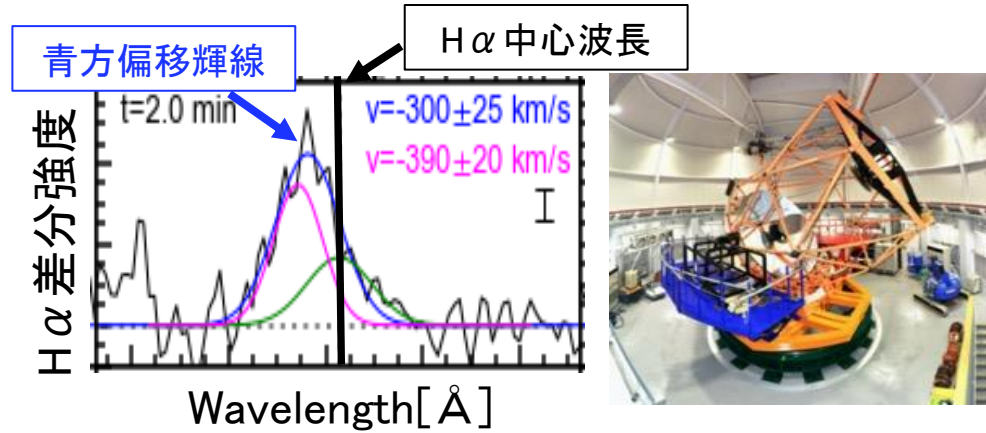 青方偏移輝線
Hα中心波長
t=2.0 min
v=-300±25 km/s
v=-390±20 km/s
Hα差分強度
Wavelength[Å]